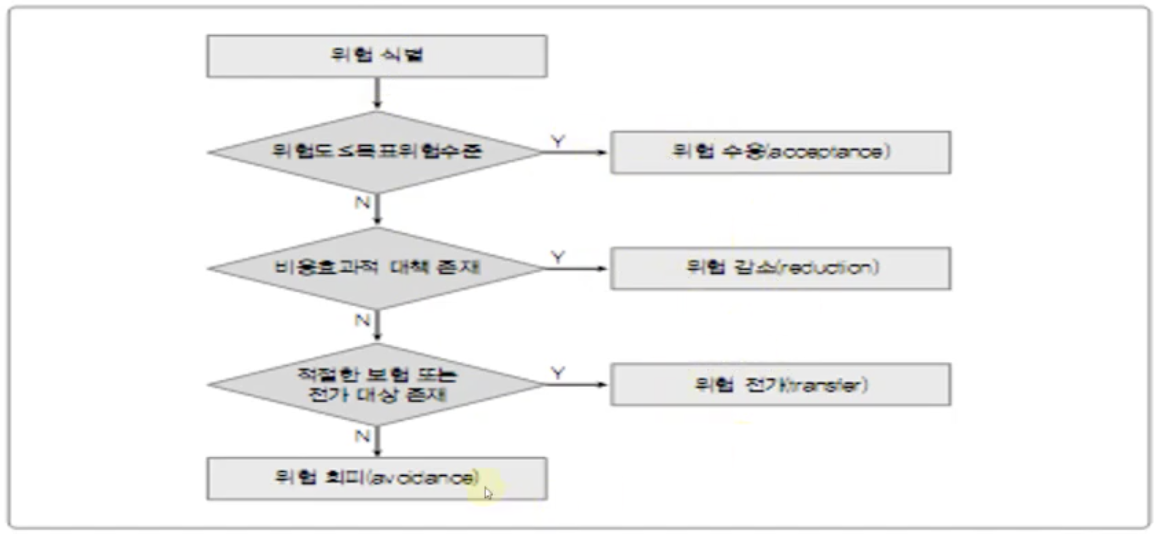 위험 식별
위험도≤목표위험수준
Y
위험 수용(acceptance)
N
비용효과적 대책 존재
Y
위험 감소(reduction)
N
적절한 보험 또는
전가 대상 존재
Y
위험 전가(transfer)
N
위험 회피(avoidance)